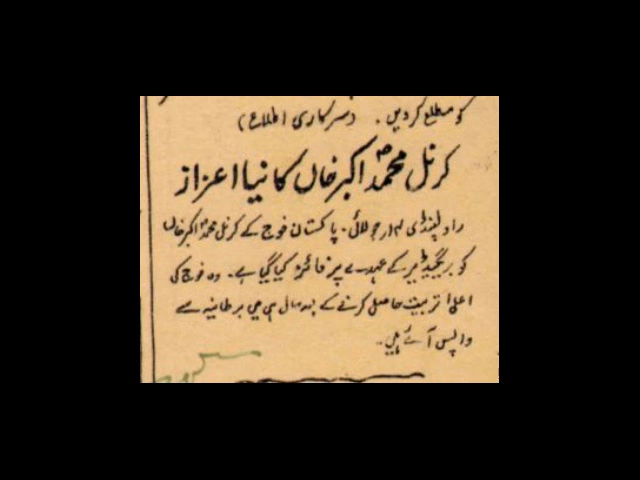 کو مطلع کردیں۔ (سرکاری اطلاع)
کرنل محمد اکبر خاں کا نیا اعزاز
راولپنڈی ۱۴ر جولائی۔ پاکستان فوج کے کرنل محمد اکبر خاں
کو بریگیڈیر کے عہدے پر فائز کیا گیا ہے۔ وہ فوج کی
اعلیٰ تربیت حاصل کرنے کے بعد حال ہی میں برطانیہ سے
واپس آئے ہیں۔